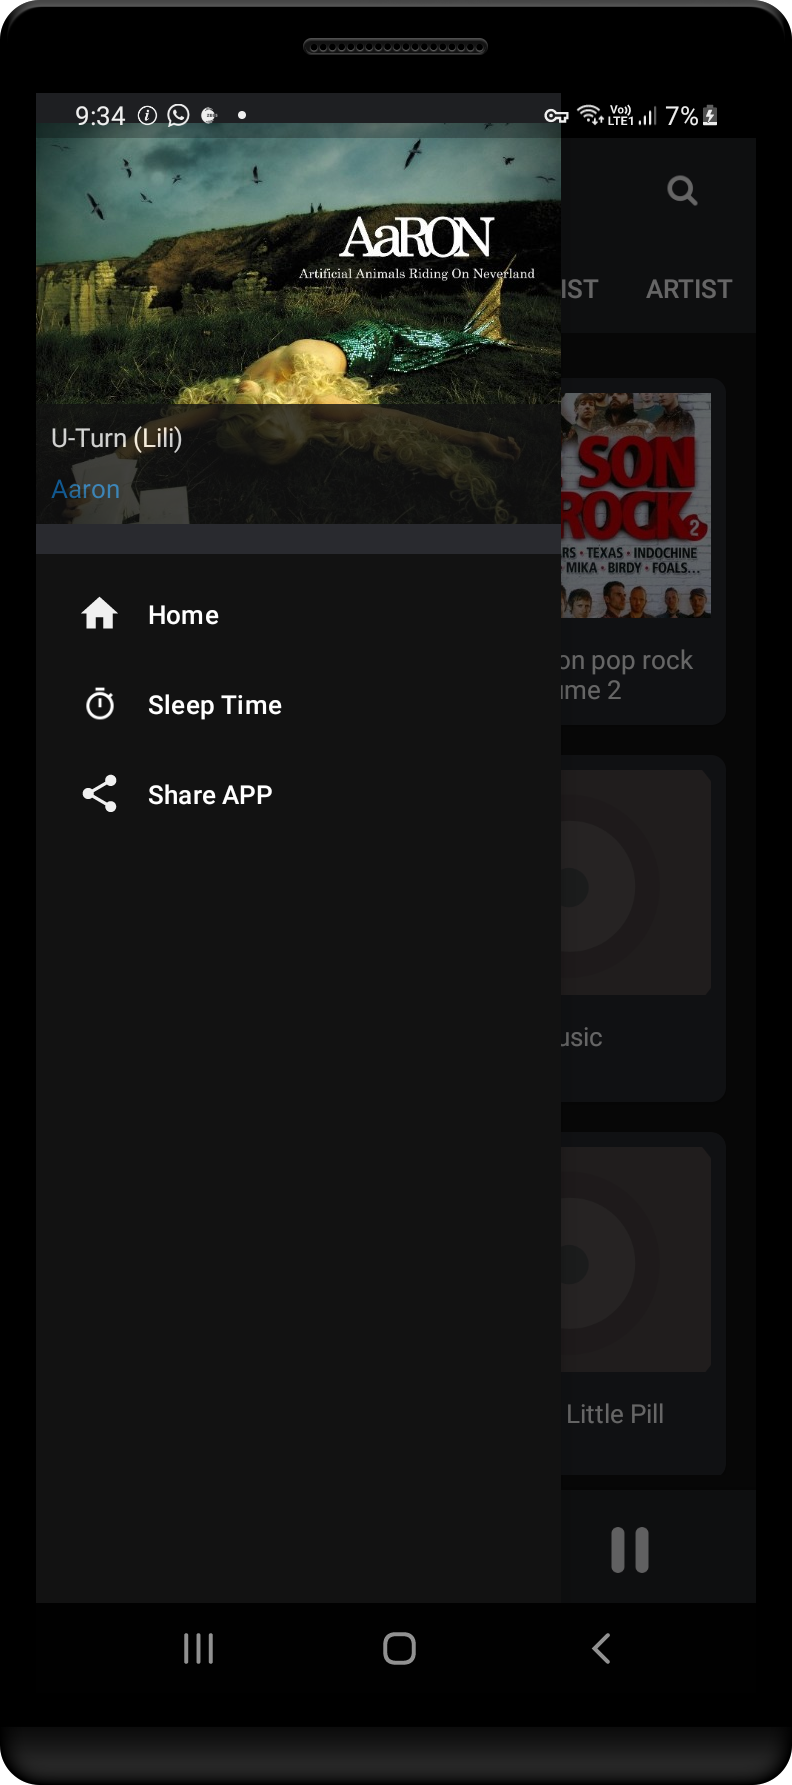 9:34
Vo))
LTE1
7%
AaRON
Artificial Animals Riding On Neverland
IST
ARTIST
U-Turn (Lili)
Aaron
SON
ROCK
2
RS • TEXAS • INDOCHINE
MIKA • BIRDY • FOALS...
on pop rock
ume 2
Home
Sleep Time
Share APP
usic
Little Pill